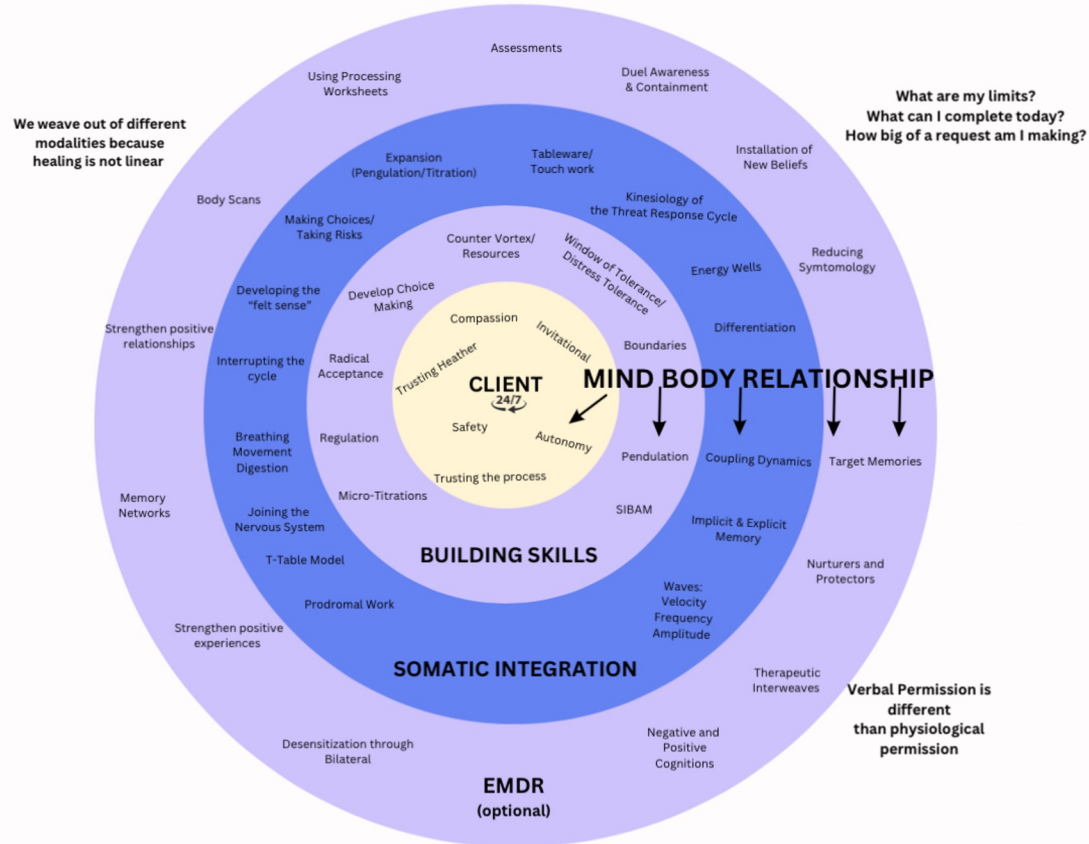 Assessments
Using Processing
Worksheets
Duel Awareness
& Containment
We weave out of different
modalities because
healing is not linear
What are my limits?
What can I complete today?
How big of a request am I making?
Expansion
(Pengulation/Titration)
Tableware/
Touch work
Installation of
New Beliefs
Body Scans
Making Choices/
Taking Risks
Kinesiology of
the Threat Response Cycle
Counter Vortex/
Resources
Window of Tolerance/
Distress Tolerance
Energy Wells
Reducing
Symtomology
Developing the
"felt sense"
Develop Choice
Making
Compassion
Invitational
Differentiation
Strengthen positive
relationships
Interrupting the
cycle
Radical
Acceptance
Trusting Heather
Boundaries
CLIENT
24/7
MIND BODY RELATIONSHIP
Safety
Autonomy
Breathing
Movement
Digestion
Regulation
Pendulation
Coupling Dynamics
Target Memories
Trusting the process
Memory
Networks
Micro-Titrations
SIBAM
Joining the
Nervous System
Implicit & Explicit
Memory
T-Table Model
BUILDING SKILLS
Nurturers and
Protectors
Prodromal Work
Waves:
Velocity
Frequency
Amplitude
Strengthen positive
experiences
SOMATIC INTEGRATION
Therapeutic
Interweaves
Verbal Permission is
different
than physiological
permission
Desensitization through
Bilateral
Negative and
Positive
Cognitions
EMDR
(optional)